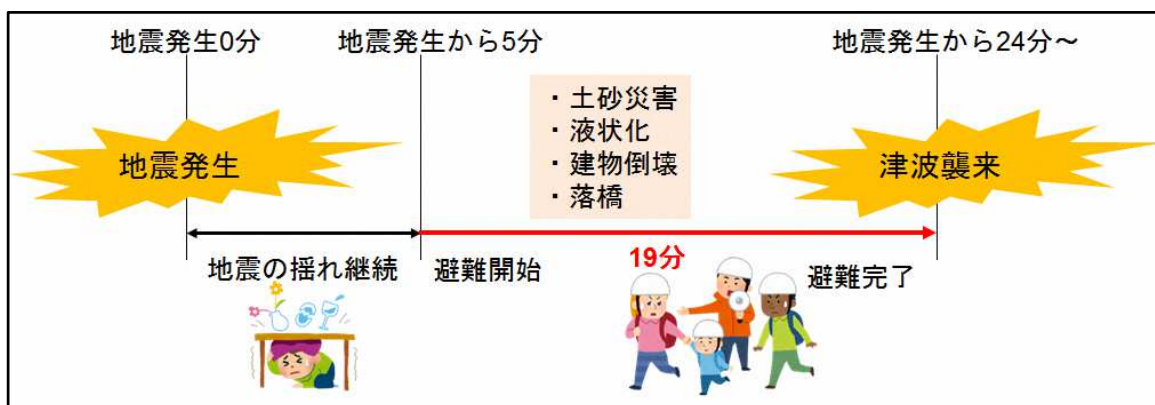 地震発生0分
地震発生から5分
地震発生から24分～
・土砂災害
・液状化
・建物倒壊
・落橋
地震発生
津波襲来
地震の揺れ継続
避難開始
19分
避難完了